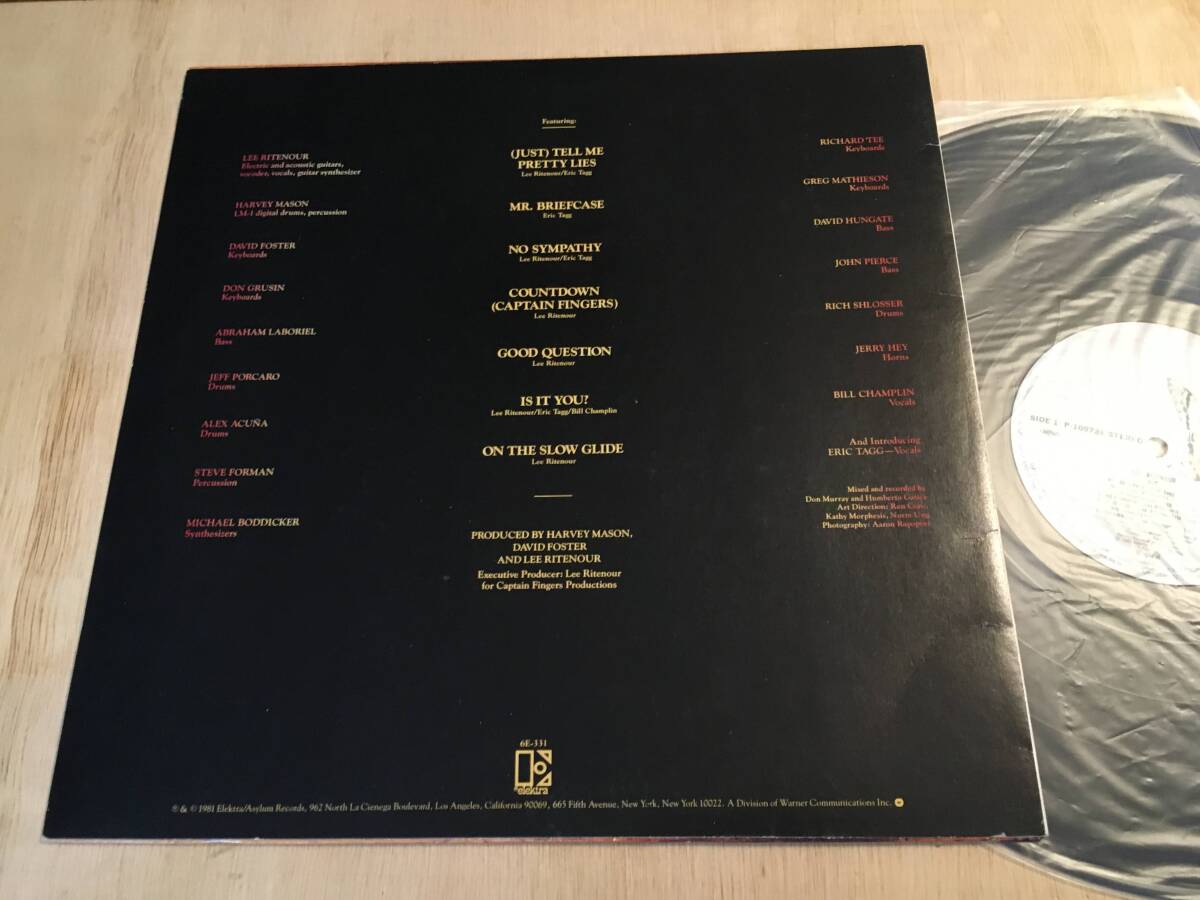 Featuring:
LEE RITENOUR
Electric and acoustic guitars,
vocoder, vocals, guitar synthesizer
HARVEY MASON
LM-1 digital drums, percussion
DAVID FOSTER
Keyboards
DON GRUSIN
Keyboards
ABRAHAM LABORIEL
Bass
JEFF PORCARO
Drums
ALEX ACUÑA
Drums
STEVE FORMAN
Percussion
MICHAEL BODDICKER
Synthesizers
(JUST) TELL ME
PRETTY LIES
Lee Ritenour/Eric Tagg
MR. BRIEFCASE
Eric Tagg
NO SYMPATHY
Lee Ritenour/Eric Tagg
COUNTDOWN
(CAPTAIN FINGERS)
Lee Ritenour
GOOD QUESTION
Lee Ritenour
IS IT YOU?
Lee Ritenour/Eric Tagg/Bill Champlin
ON THE SLOW GLIDE
Lee Ritenour
PRODUCED BY HARVEY MASON,
DAVID FOSTER
AND LEE RITENOUR
Executive Producer: Lee Ritenour
for Captain Fingers Productions
RICHARD TEE
Keyboards
GREG MATHIESON
Keyboards
DAVID HUNGATE
Bass
JOHN PIERCE
Bass
RICH SHLOSSER
Drums
JERRY HEY
Horns
BILL CHAMPLIN
Vocals
And Introducing
ERIC TAGG—Vocals
Mixed and recorded by
Don Murray and Humberto
Art Direction: Ron
Kathy Morphesis, Norm Ung
Photography: Aaron Rapoport
6E-331
elektra
℗ & © 1981 Elektra/Asylum Records, 962 North La Cienega Boulevard, Los Angeles, California 90069, 665 Fifth Avenue, New York, New York 10022. A Division of Warner Communications Inc.
SIDE 1 STEREO